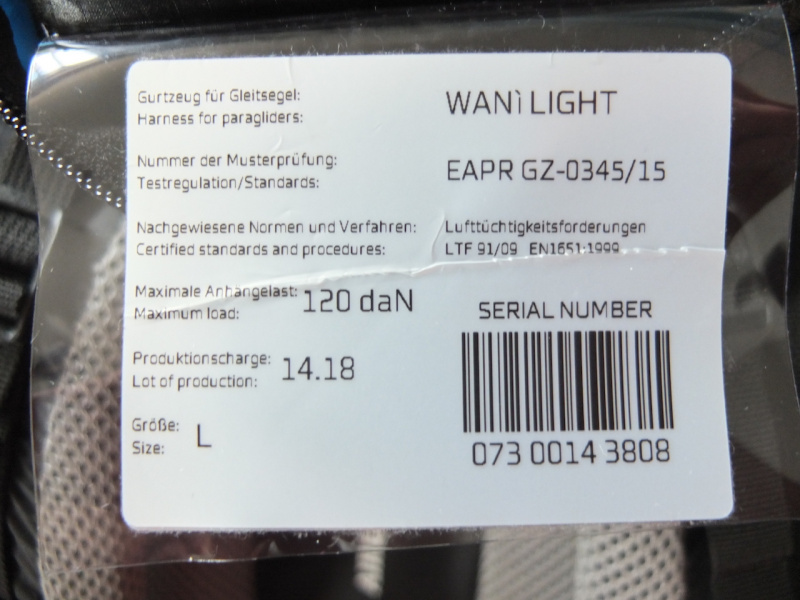 Gurtzeug für Gleitsegel:
Harness for paragliders:
WANì LIGHT
Nummer der Musterprüfung:
Testregulation/Standards:
EAPR GZ-0345/15
Nachgewiesene Normen und Verfahren:
Certified standards and procedures:
Lufttüchtigkeitsforderungen
LTF 91/09 EN1651:1999
Maximale Anhängelast:
Maximum load:
120 daN
Produktionscharge:
Lot of production:
14.18
Größe:
Size:
L
SERIAL NUMBER
073 0014 3808